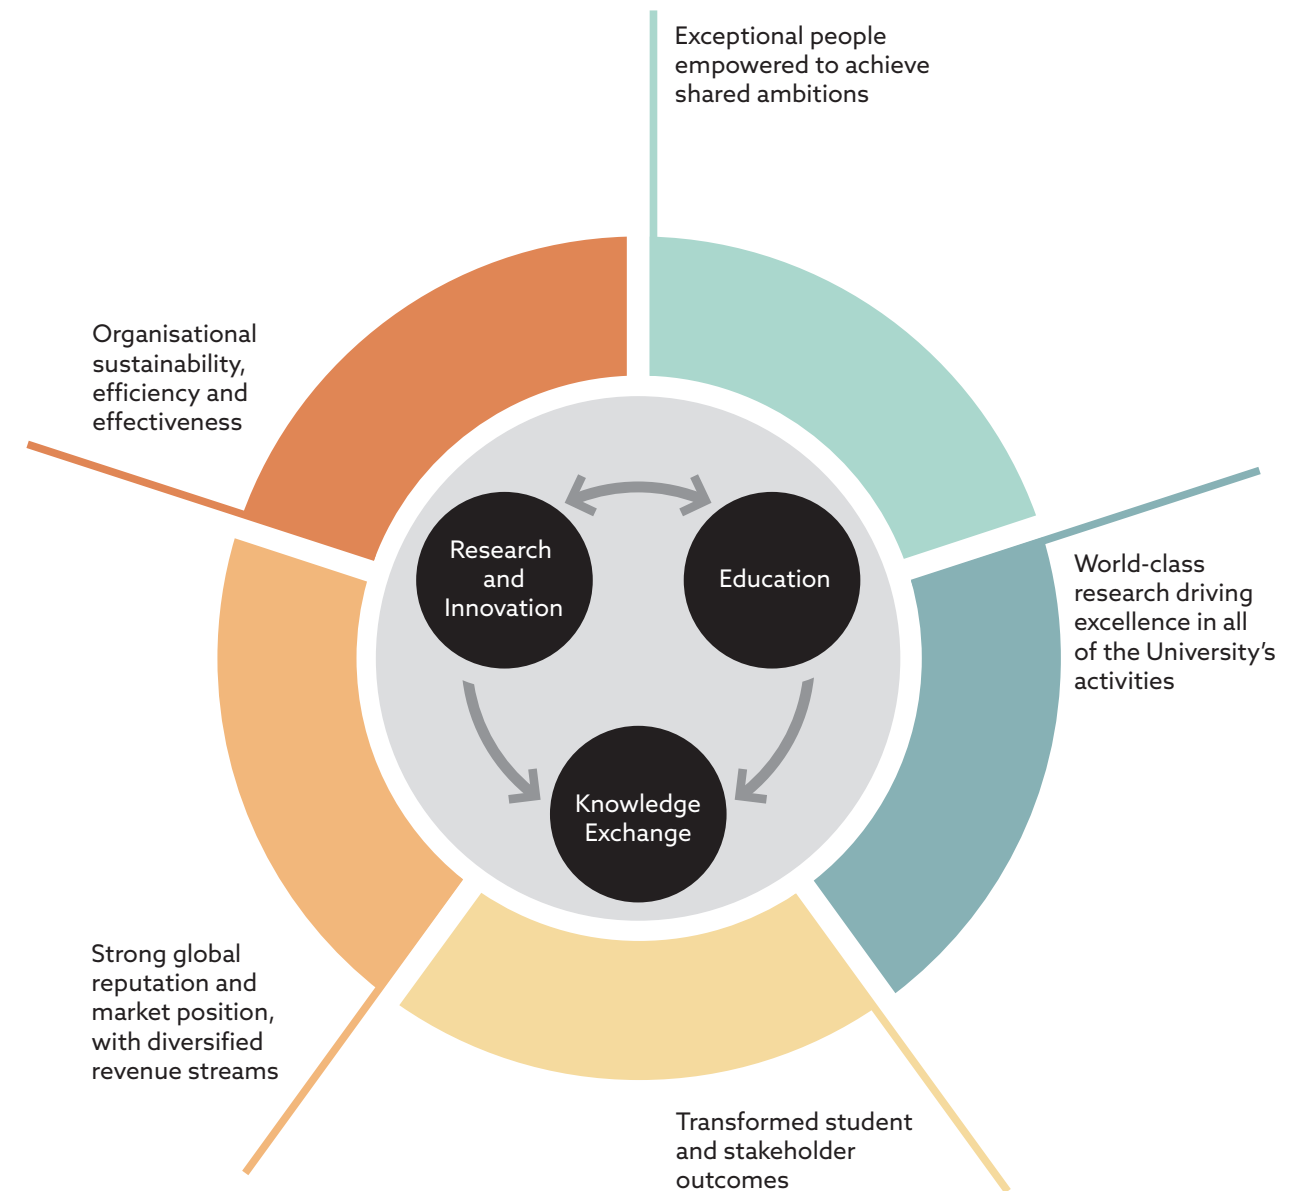 Exceptional people
empowered to achieve
shared ambitions
Organisational
sustainability,
efficiency and
effectiveness
Research
and
Innovation
Education
World-class
research driving
excellence in all
of the University’s
activities
Knowledge
Exchange
Strong global
reputation and
market position,
with diversified
revenue streams
Transformed student
and stakeholder
outcomes